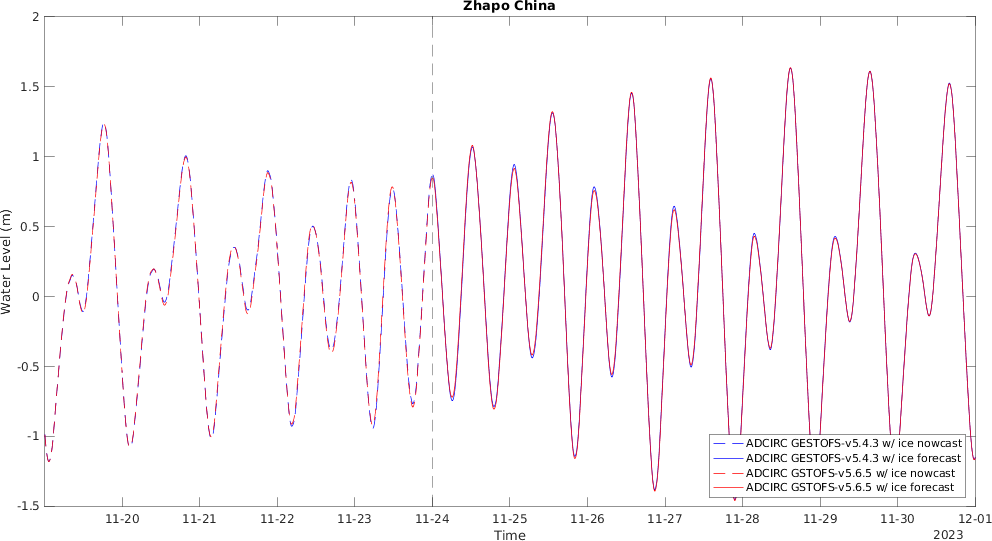 Zhapo China
2
1.5
1
0.5
0
-0.5
-1
-1.5
Water Level (m)
11-20 11-21 11-22 11-23 11-24 11-25 11-26 11-27 11-28 11-29 11-30 12-01
Time
2023
ADCIRC GESTOFS-v5.4.3 w/ ice nowcast
ADCIRC GESTOFS-v5.4.3 w/ ice forecast
ADCIRC GSTOFS-v5.6.5 w/ ice nowcast
ADCIRC GSTOFS-v5.6.5 w/ ice forecast